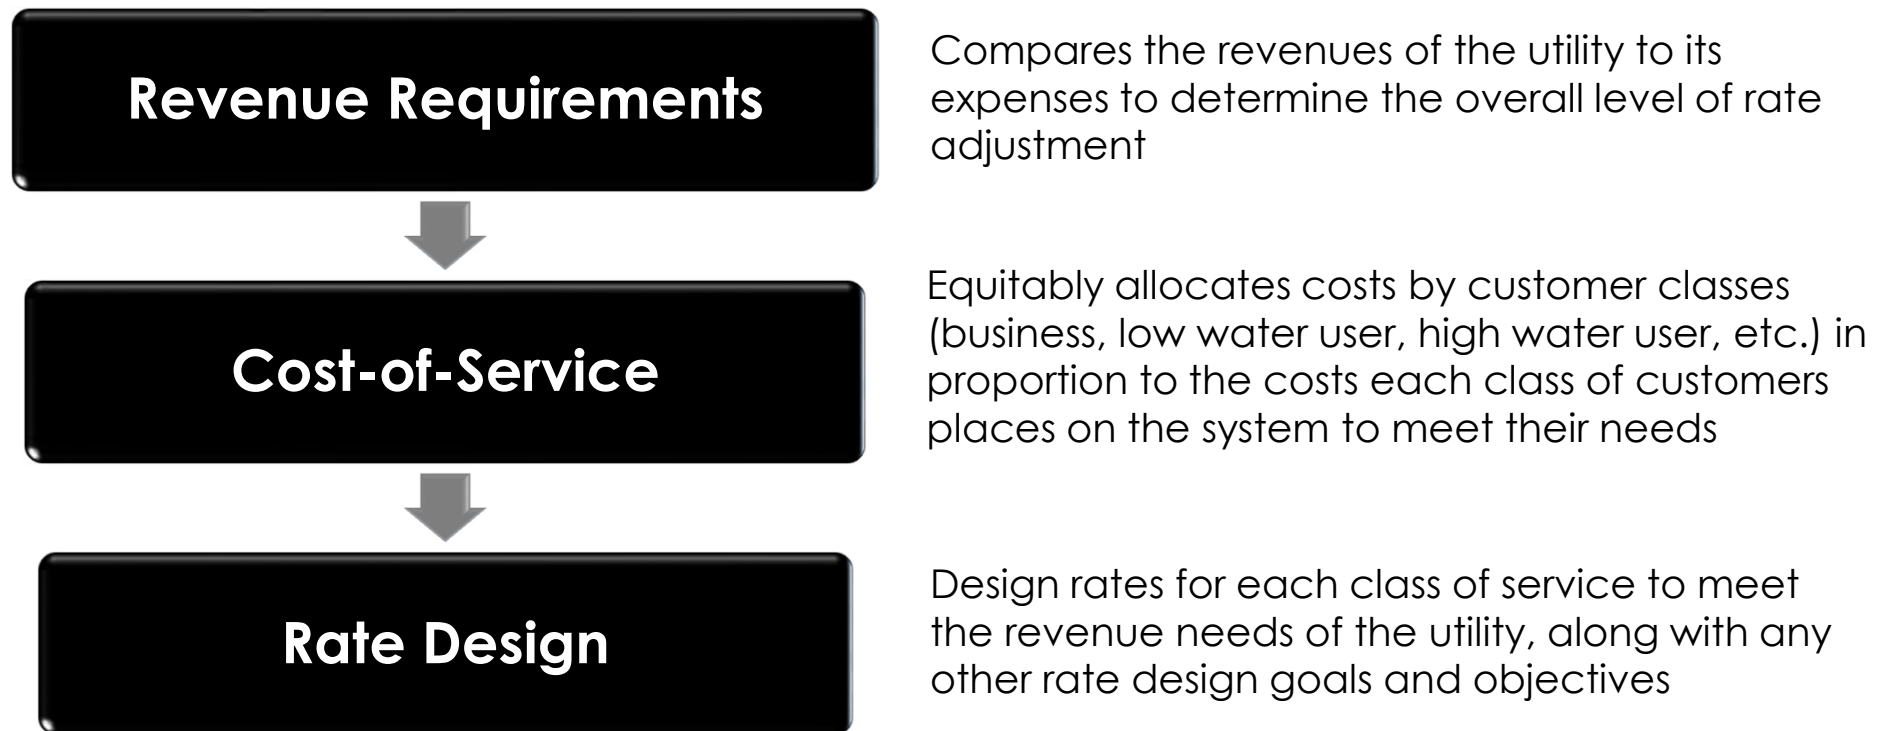 Revenue Requirements
Compares the revenues of the utility to its
expenses to determine the overall level of rate
adjustment
Cost-of-Service
Equitably allocates costs by customer classes
(business, low water user, high water user, etc.) in
proportion to the costs each class of customers
places on the system to meet their needs
Rate Design
Design rates for each class of service to meet
the revenue needs of the utility, along with any
other rate design goals and objectives